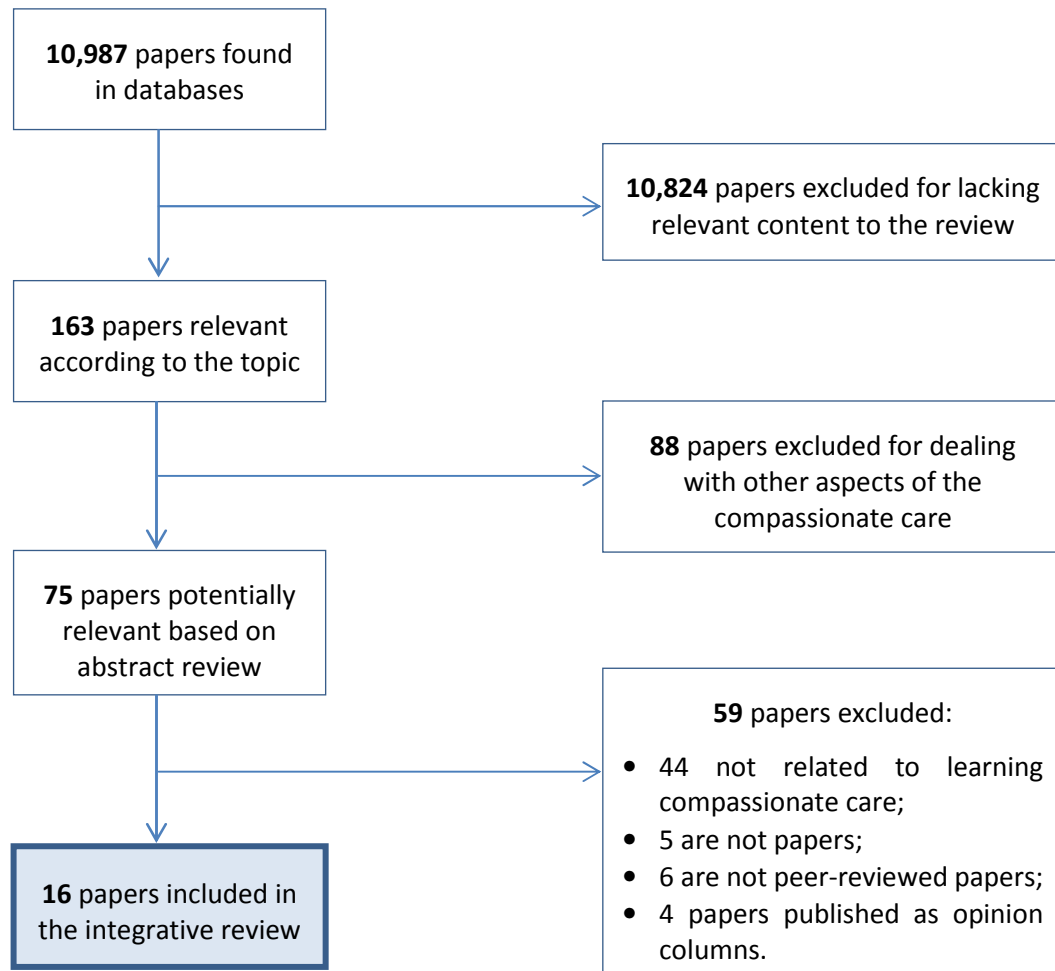 10,987 papers found
in databases
10,824 papers excluded for lacking
relevant content to the review
163 papers relevant
according to the topic
88 papers excluded for dealing
with other aspects of the
compassionate care
75 papers potentially
relevant based on
abstract review
59 papers excluded:
• 44 not related to learning
compassionate care;
• 5 are not papers;
• 6 are not peer-reviewed papers;
• 4 papers published as opinion
columns.
16 papers included in
the integrative review